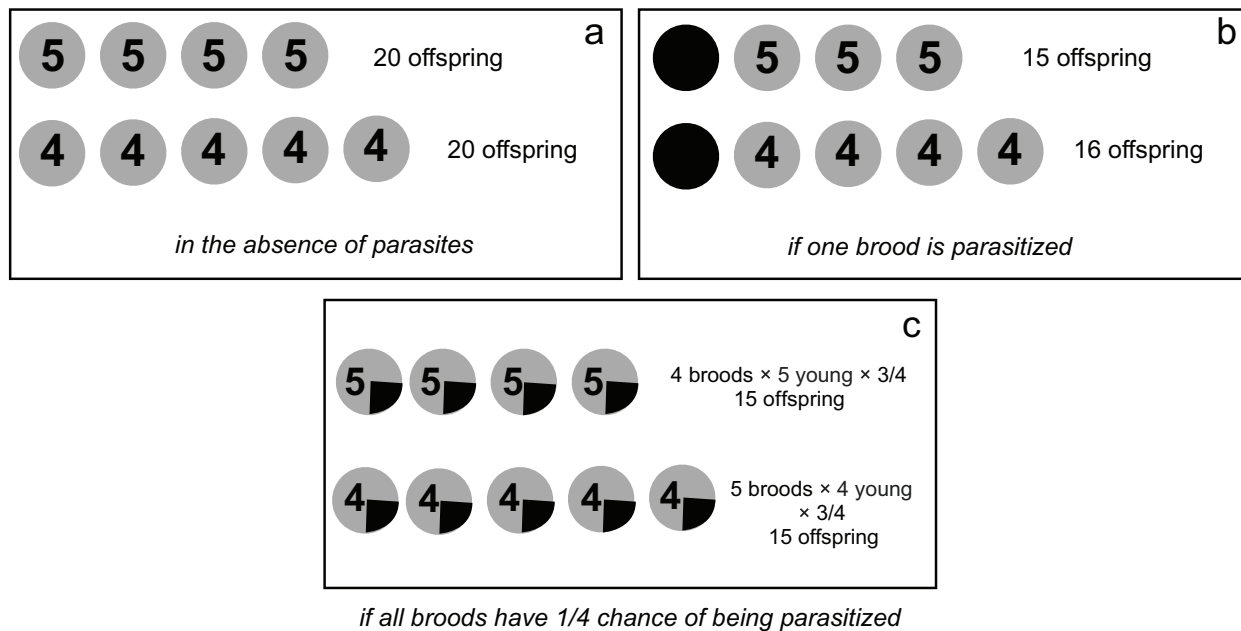 a
5 5 5 5 20 offspring
4 4 4 4 4 20 offspring
in the absence of parasites
b
5 5 5 15 offspring
4 4 4 4 16 offspring
if one brood is parasitized
c
5 5 5 5 4 broods × 5 young × 3/4
15 offspring
4 4 4 4 4 5 broods × 4 young
× 3/4
15 offspring
if all broods have 1/4 chance of being parasitized